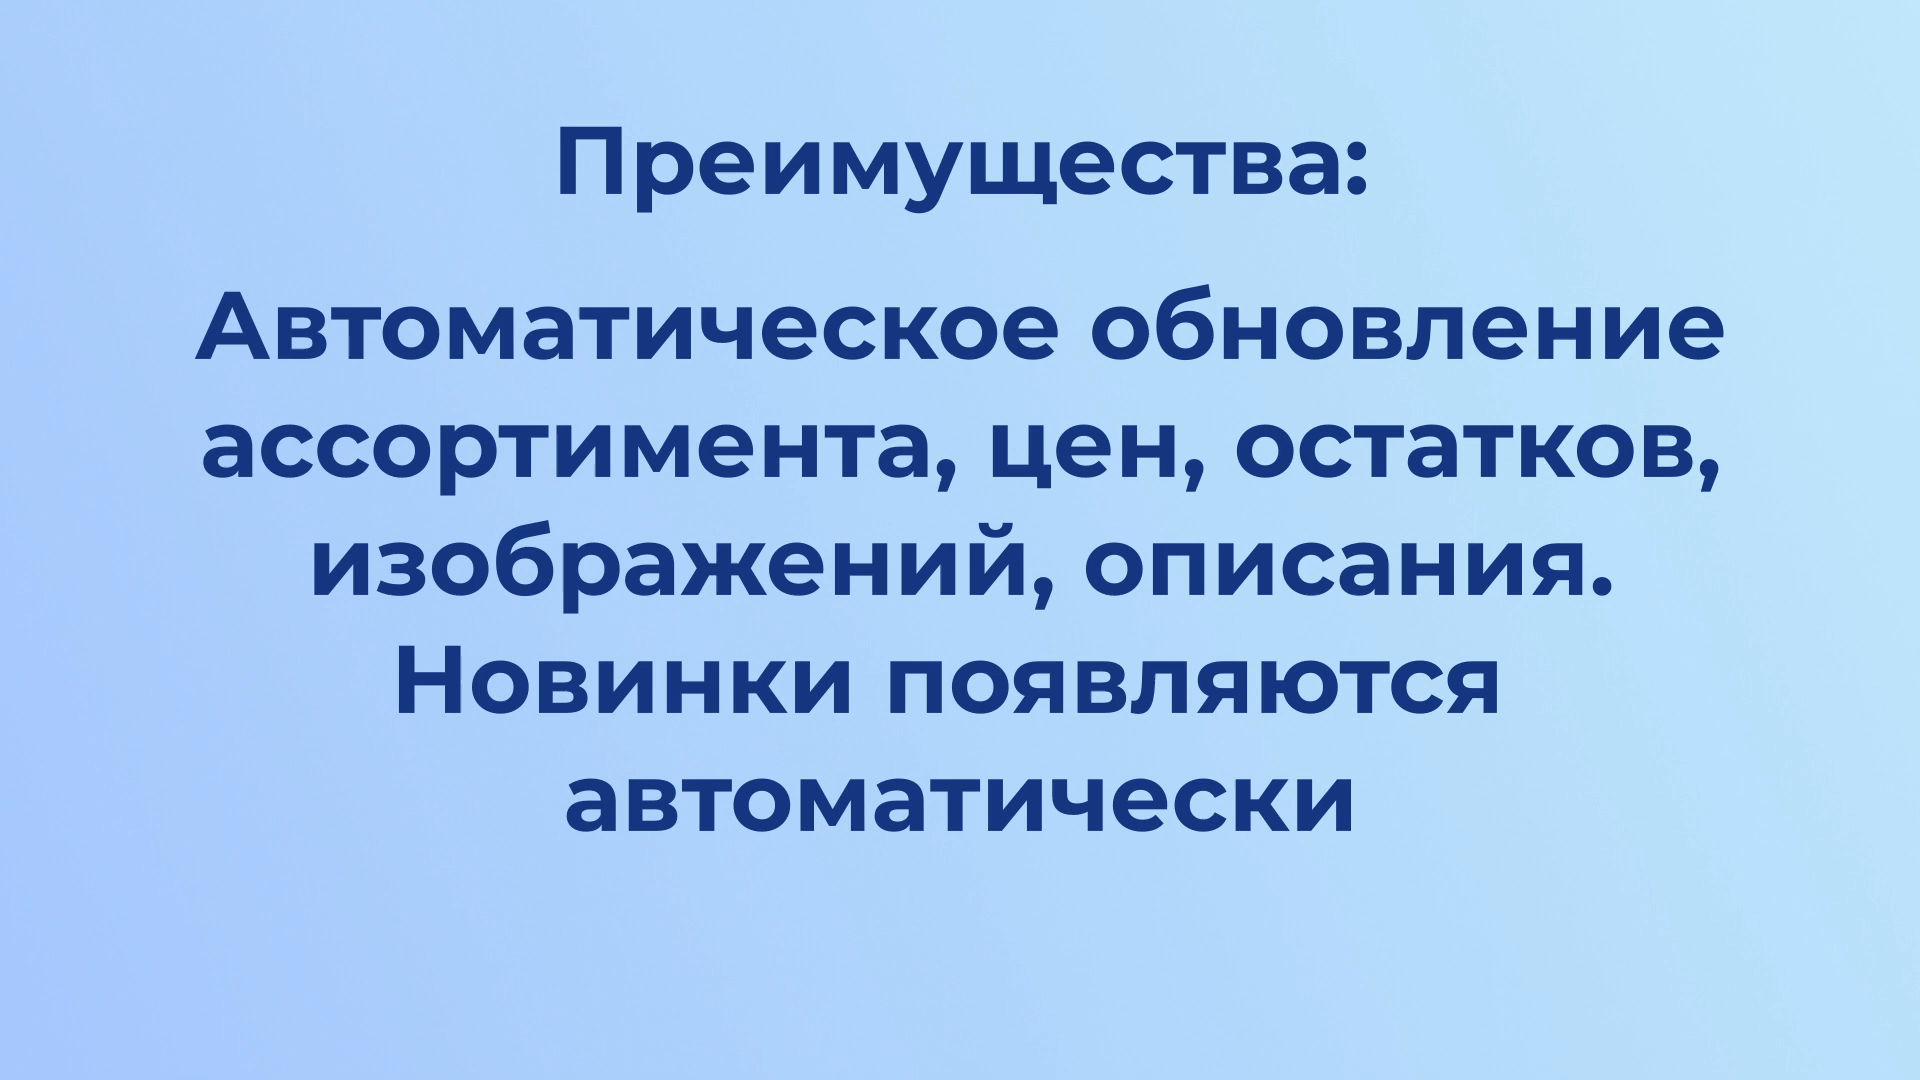 Преимущества:
Автоматическое обновление
ассортимента, цен, остатков,
изображений, описания.
Новинки появляются
автоматически